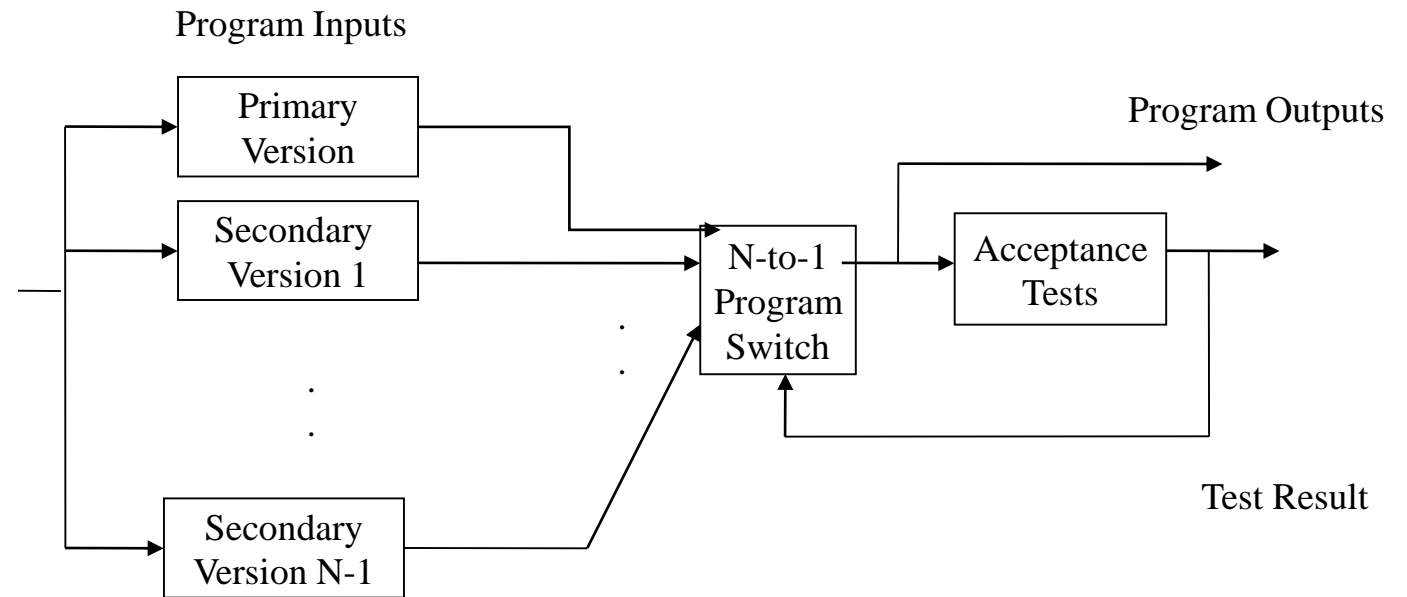 Program Inputs
Primary
Version
Program Outputs
Secondary
Version 1
N-to-1
Program
Switch
Acceptance
Tests
.
.
.
.
Test Result
Secondary
Version N-1